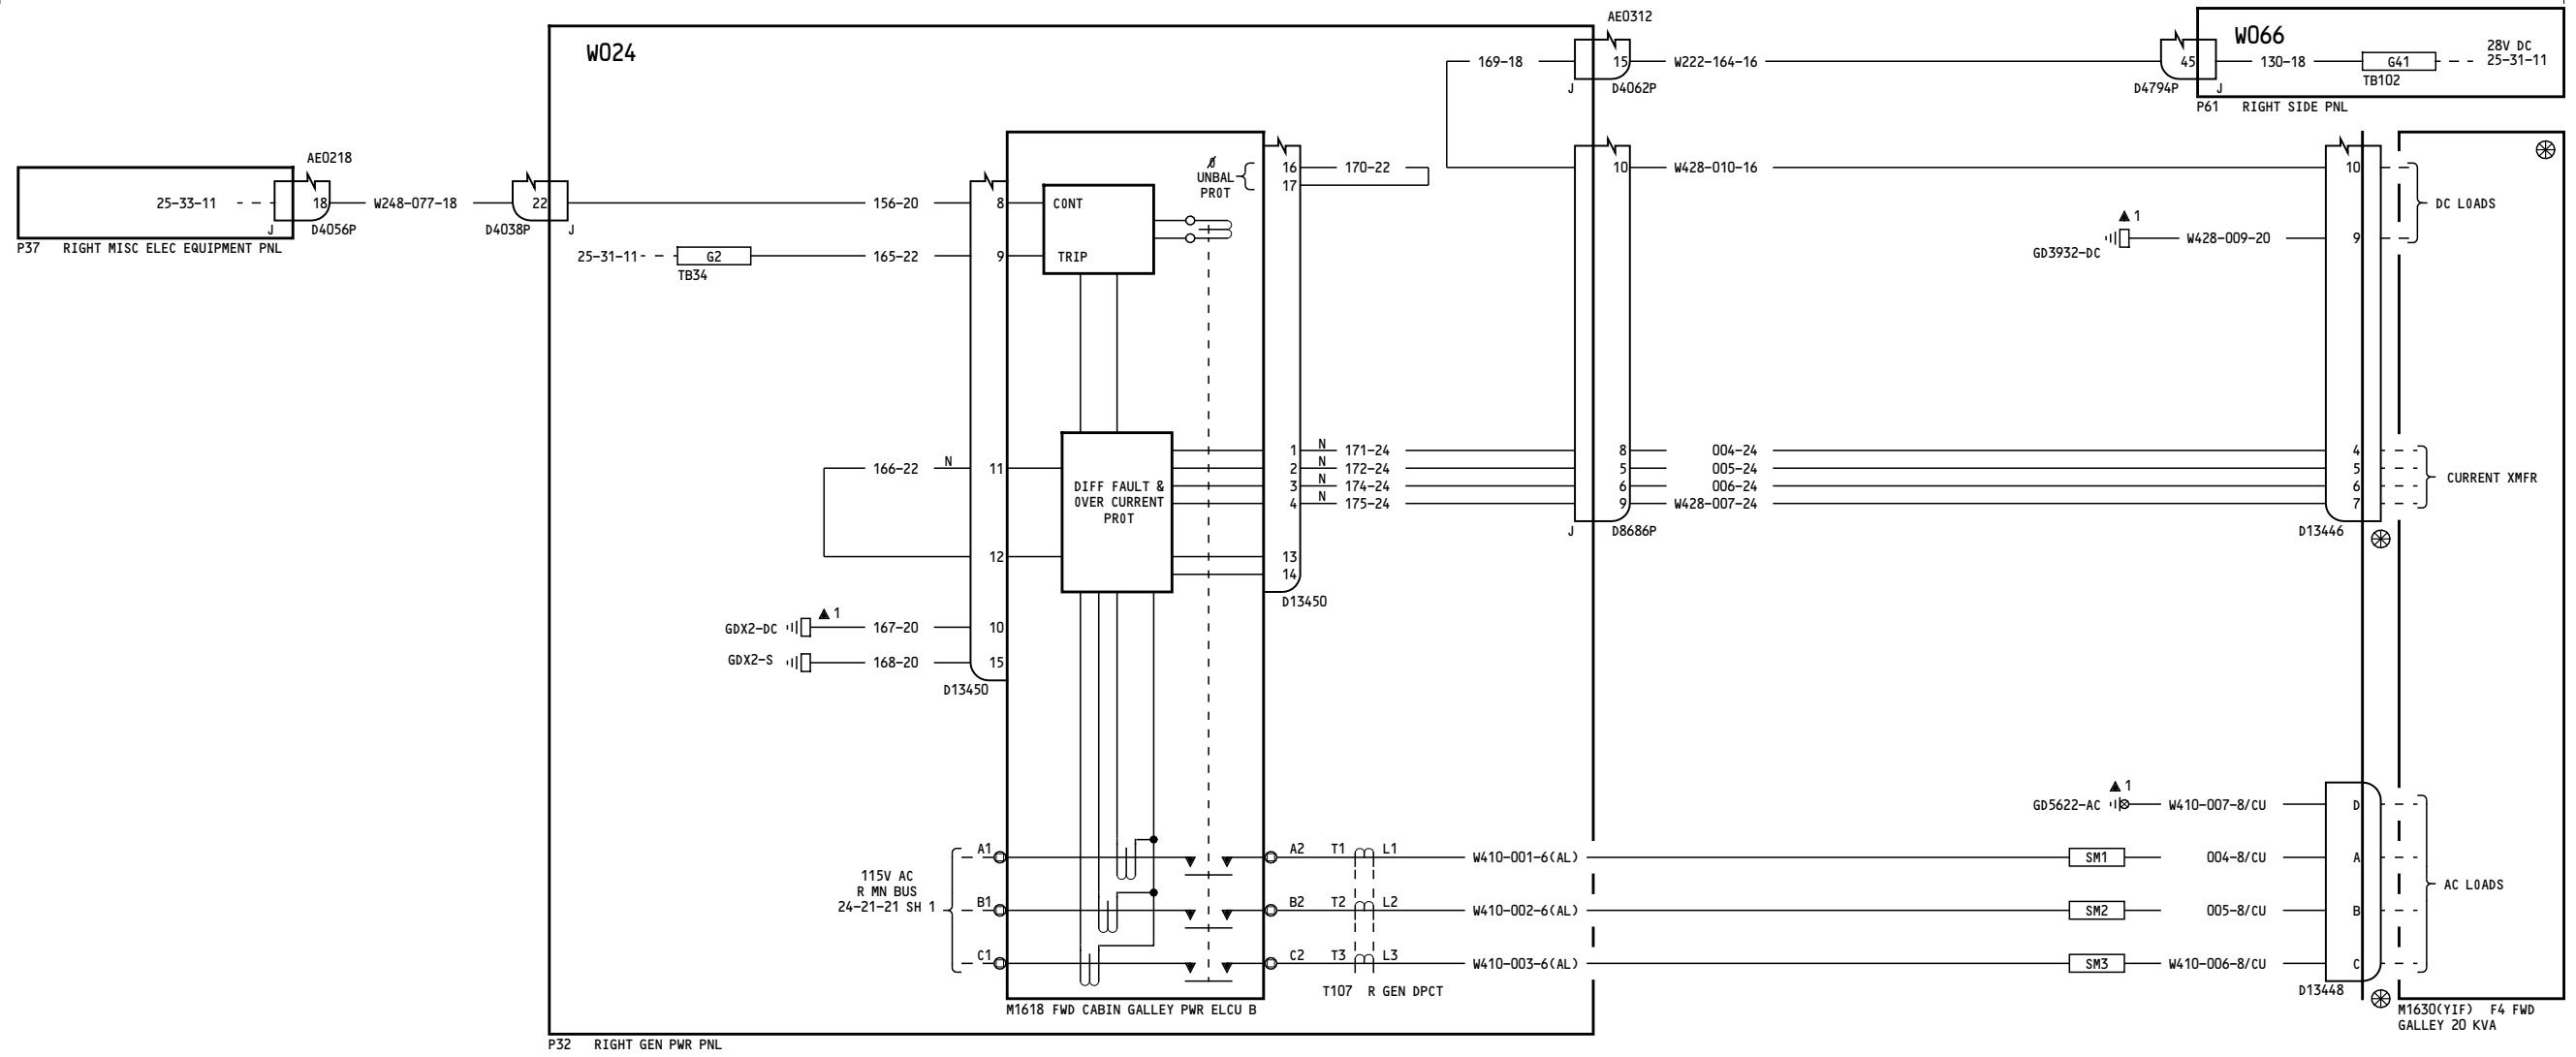 AE0312
W024
W066
169-18
15
W222-164-16
45
130-18
G41
28V DC
25-31-11
TB102
J
D4062P
D4794P
J
P61 RIGHT SIDE PNL
AE0218
Ø
UNBAL
PROT
16
170-22
17
10
W428-010-16
10
25-33-11
18
W248-077-18
22
156-20
8
CONT
DC LOADS
J
D4056P
D4038P
J
▲ 1
P37 RIGHT MISC ELEC EQUIPMENT PNL
GD3932-DC
W428-009-20
9
25-31-11
G2
165-22
9
TRIP
TB34
1
N
171-24
8
004-24
4
166-22
N
11
2
N
172-24
5
005-24
5
DIFF FAULT &
OVER CURRENT
PROT
3
N
174-24
6
006-24
6
CURRENT XMFR
4
N
175-24
9
W428-007-24
7
J
D8686P
D13446
12
13
14
D13450
▲ 1
GDX2-DC
167-20
10
GDX2-S
168-20
15
D13450
▲ 1
GD5622-AC
W410-007-8/CU
D
115V AC
R MN BUS
24-21-21 SH 1
A1
A2
T1
L1
W410-001-6(AL)
SM1
004-8/CU
A
AC LOADS
B1
B2
T2
L2
W410-002-6(AL)
SM2
005-8/CU
B
C1
C2
T3
L3
W410-003-6(AL)
SM3
W410-006-8/CU
C
T107 R GEN DPCT
D13448
M1618 FWD CABIN GALLEY PWR ELCU B
M1630(YIF) F4 FWD
GALLEY 20 KVA
P32 RIGHT GEN PWR PNL